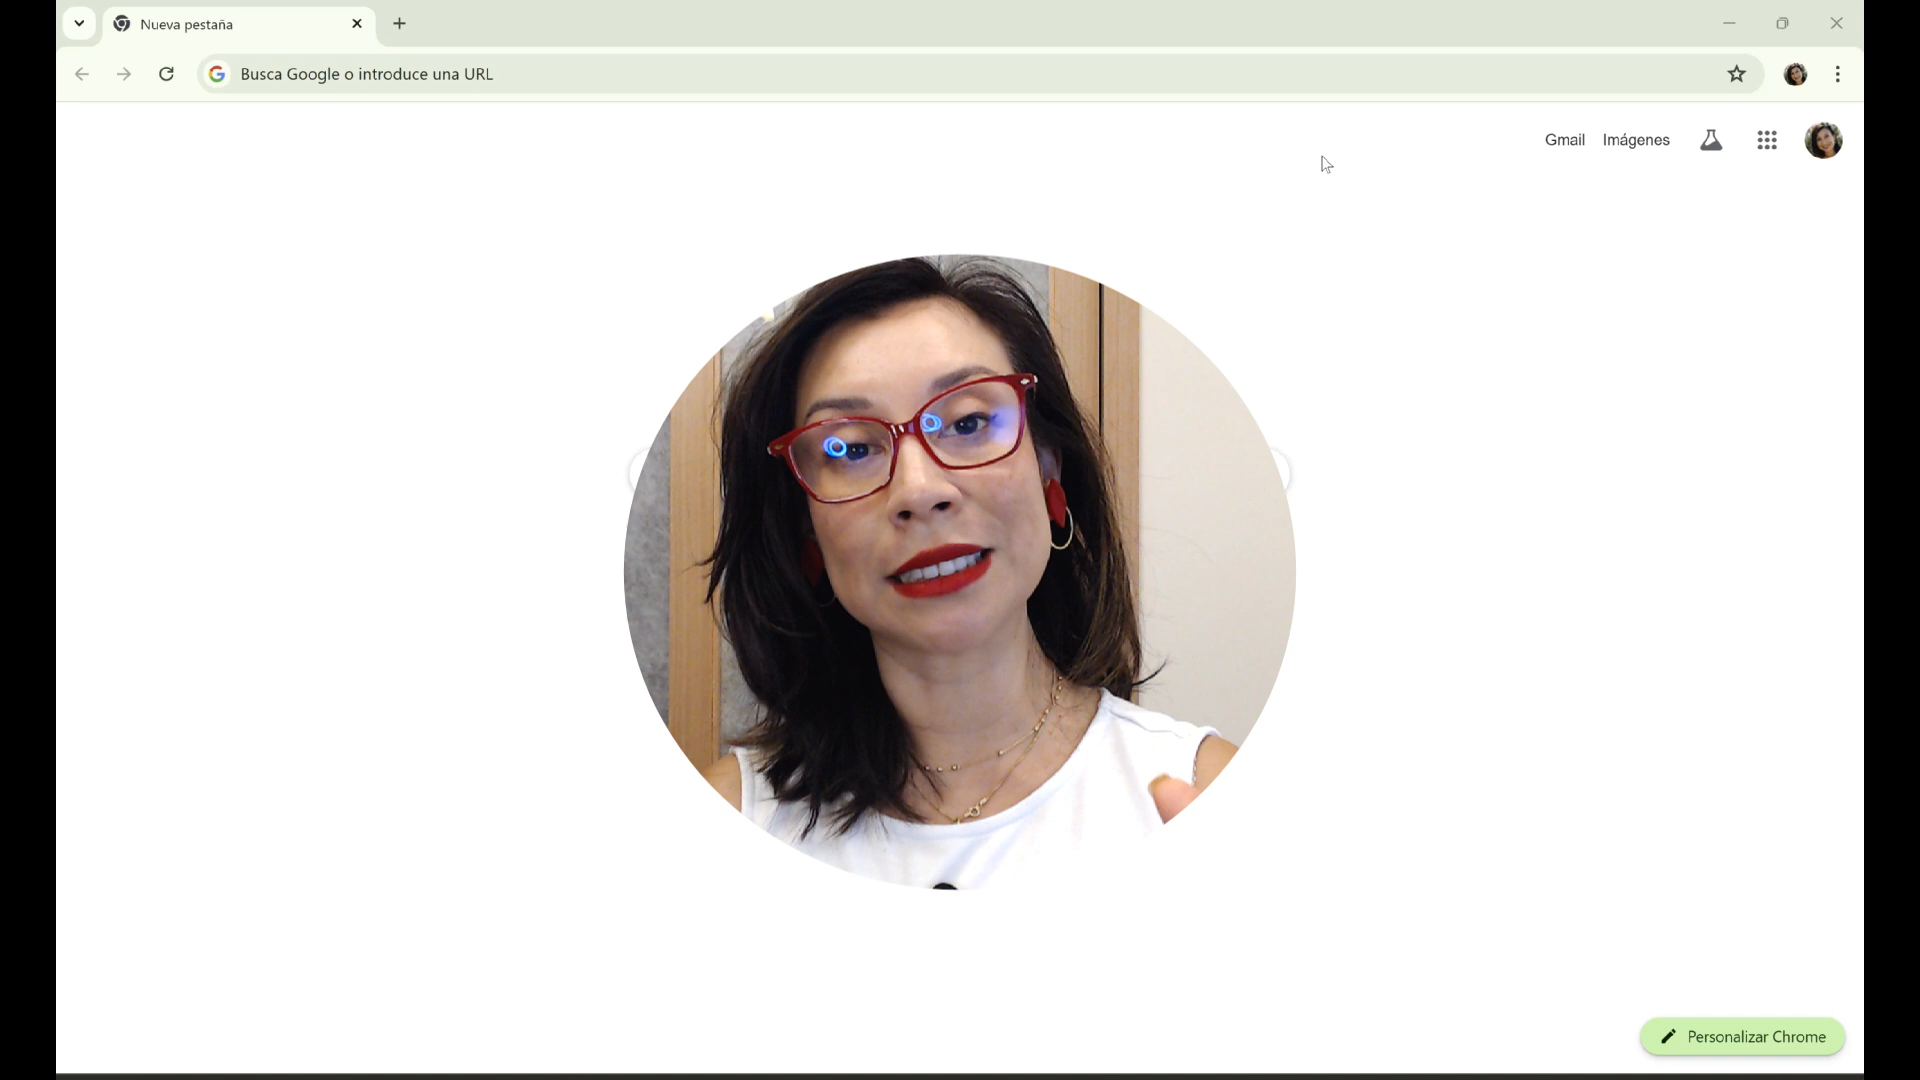 Nueva pestaña
Busca Google o introduce una URL
Gmail Imágenes
Personalizar Chrome